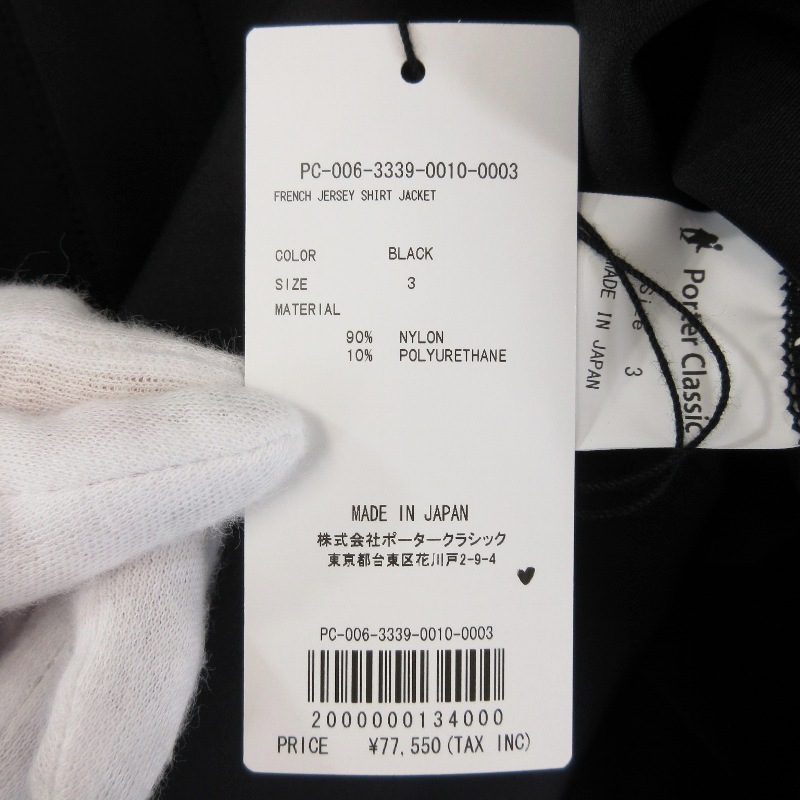 PC-006-3339-0010-0003
FRENCH JERSEY SHIRT JACKET
COLOR BLACK
SIZE 3
MATERIAL
90% NYLON
10% POLYURETHANE
MADE IN JAPAN
株式会社ポータークラシック
東京都台東区花川戸2-9-4
PC-006-3339-0010-0003
2000000134000
PRICE ¥77,550(TAX INC)
Porter Classic
Size 3
MADE IN JAPAN